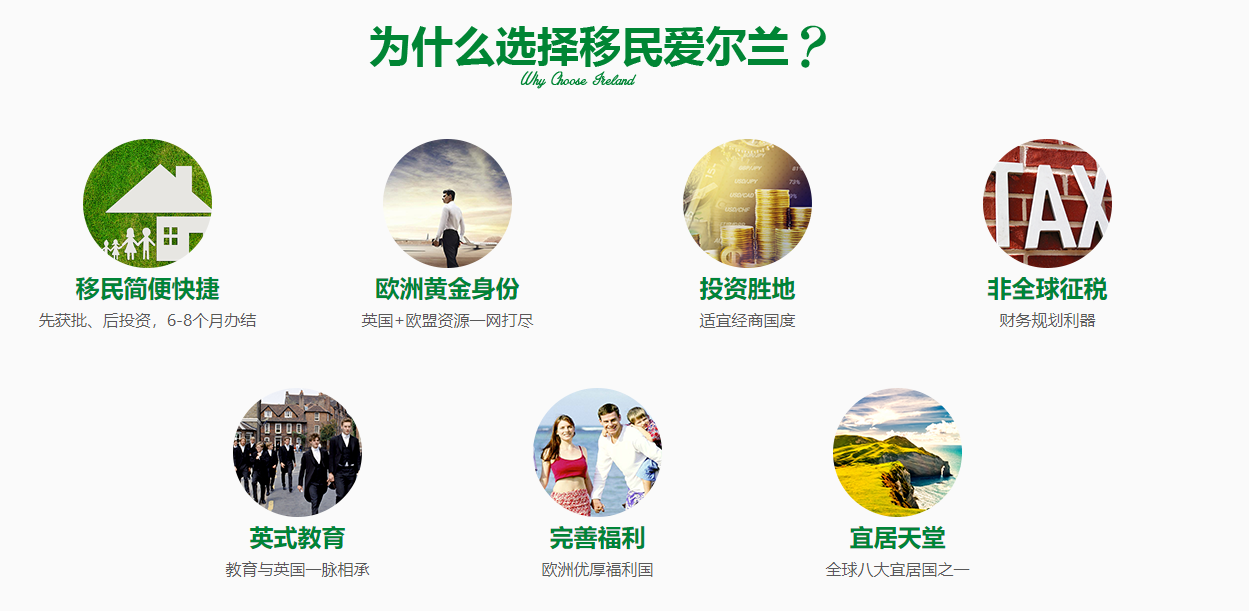 为什么选择移民爱尔兰？
Why Choose Ireland
TAX
移民简便快捷
先获批、后投资，6-8个月办结
欧洲黄金身份
英国+欧盟资源一网打尽
投资胜地
适宜经商国度
非全球征税
财务规划利器
英式教育
教育与英国一脉相承
完善福利
欧洲优厚福利国
宜居天堂
全球八大宜居国之一